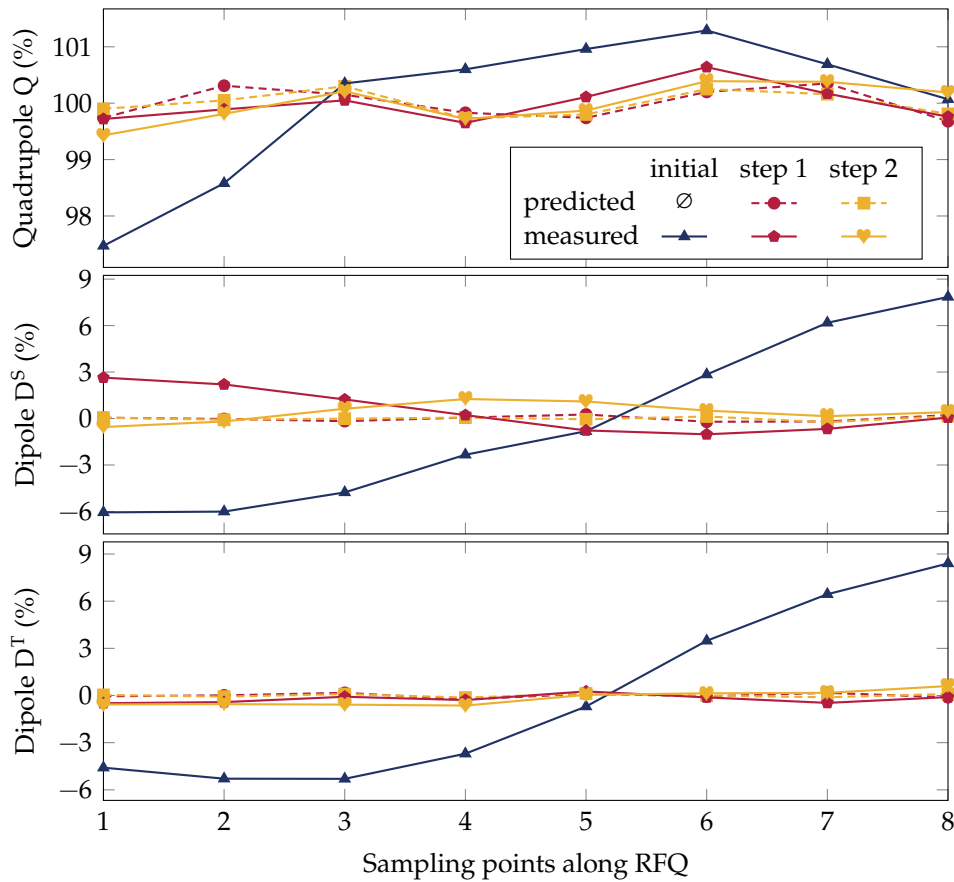 Quadrupole Q (%)
101
100
99
98
initial step 1 step 2
predicted ∅
measured
Dipole D^S (%)
9
6
3
0
−3
−6
Dipole D^T (%)
9
6
3
0
−3
−6
1 2 3 4 5 6 7 8
Sampling points along RFQ